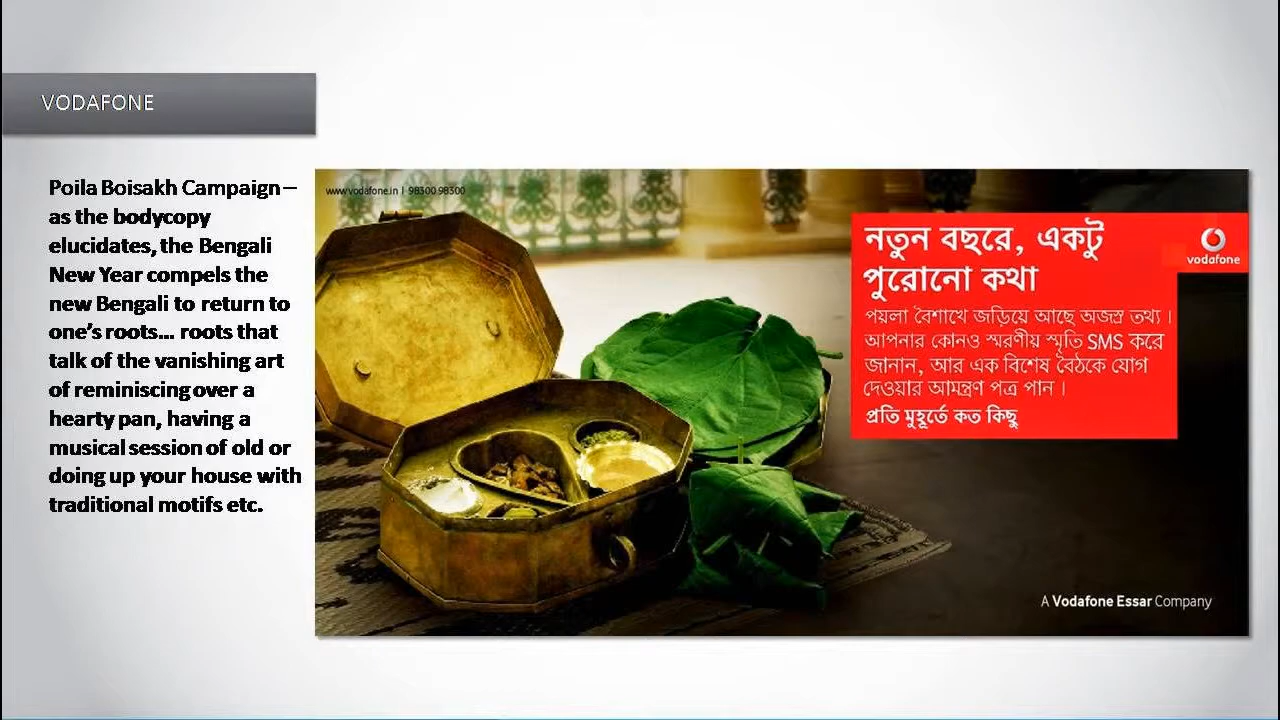 VODAFONE
Poila Boisakh Campaign –
as the bodycopy
elucidates, the Bengali
New Year compels the
new Bengali to return to
one's roots... roots that
talk of the vanishing art
of reminiscing over a
hearty pan, having a
musical session of old or
doing up your house with
traditional motifs etc.
www.vodafone.in | 98300 98300
নতুন বছরে, একটু
পুরোনো কথা
vodafone
পয়লা বৈশাখে জড়িয়ে আছে অজস্র তথ্য।
আপনার কোনও স্মরণীয় স্মৃতি SMS করে
জানান, আর এক বিশেষ বৈঠকে যোগ
দেওয়ার আমন্ত্রণ পত্র পান।
প্রতি মুহূর্তে কত কিছু
A Vodafone Essar Company